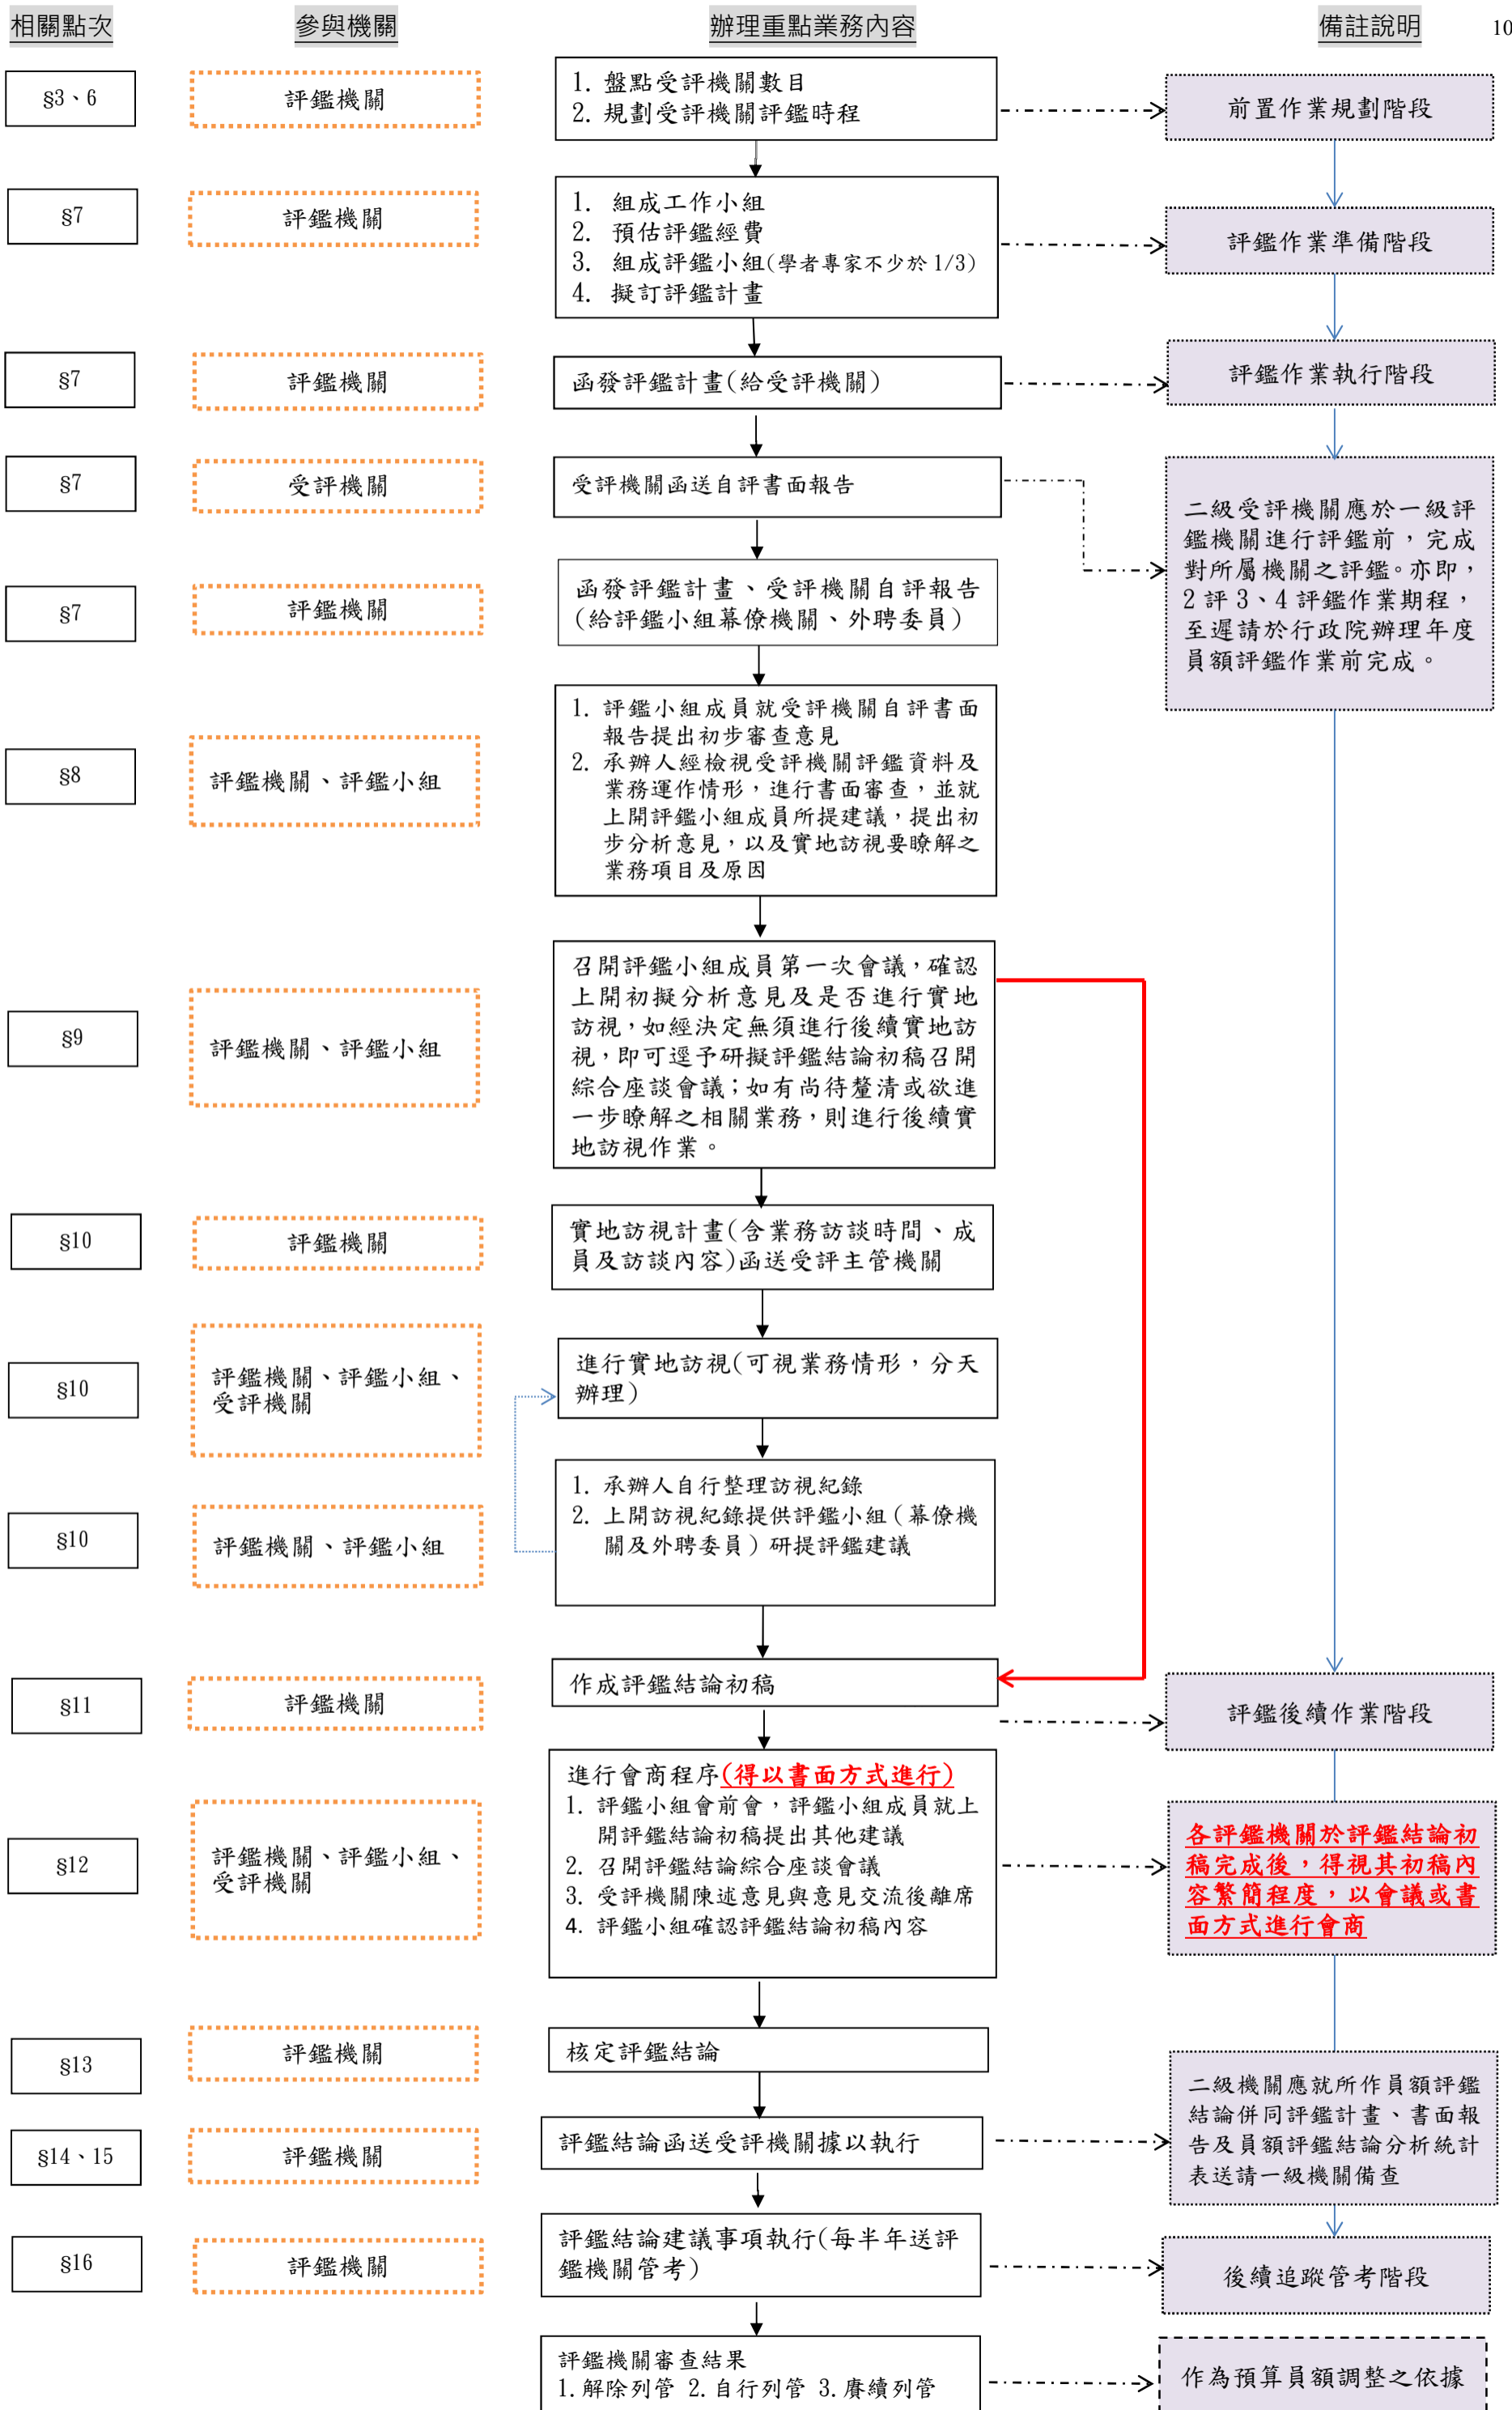 相關點次 參與機關 辦理重點業務內容 備註說明 10
§3、6 評鑑機關
1. 盤點受評機關數目
2. 規劃受評機關評鑑時程
前置作業規劃階段
§7 評鑑機關
1. 組成工作小組
2. 預估評鑑經費
3. 組成評鑑小組(學者專家不少於 1/3)
4. 擬訂評鑑計畫
評鑑作業準備階段
§7 評鑑機關
函發評鑑計畫(給受評機關)
評鑑作業執行階段
§7 受評機關
受評機關函送自評書面報告
二級受評機關應於一級評
鑑機關進行評鑑前，完成
對所屬機關之評鑑。亦即，
2 評 3、4 評鑑作業期程，
至遲請於行政院辦理年度
員額評鑑作業前完成。
§7 評鑑機關
函發評鑑計畫、受評機關自評報告
(給評鑑小組幕僚機關、外聘委員)
§8 評鑑機關、評鑑小組
1. 評鑑小組成員就受評機關自評書面
報告提出初步審查意見
2. 承辦人經檢視受評機關評鑑資料及
業務運作情形，進行書面審查，並就
上開評鑑小組成員所提建議，提出初
步分析意見，以及實地訪視要瞭解之
業務項目及原因
§9 評鑑機關、評鑑小組
召開評鑑小組成員第一次會議，確認
上開初擬分析意見及是否進行實地
訪視，如經決定無須進行後續實地訪
視，即可逕予研擬評鑑結論初稿召開
綜合座談會議；如有尚待釐清或欲進
一步瞭解之相關業務，則進行後續實
地訪視作業。
§10 評鑑機關
實地訪視計畫(含業務訪談時間、成
員及訪談內容)函送受評主管機關
§10 評鑑機關、評鑑小組、
受評機關
進行實地訪視(可視業務情形，分天
辦理)
§10 評鑑機關、評鑑小組
1. 承辦人自行整理訪視紀錄
2. 上開訪視紀錄提供評鑑小組（幕僚機
關及外聘委員）研提評鑑建議
§11 評鑑機關
作成評鑑結論初稿
評鑑後續作業階段
§12 評鑑機關、評鑑小組、
受評機關
進行會商程序(得以書面方式進行)
1. 評鑑小組會前會，評鑑小組成員就上
開評鑑結論初稿提出其他建議
2. 召開評鑑結論綜合座談會議
3. 受評機關陳述意見與意見交流後離席
4. 評鑑小組確認評鑑結論初稿內容
各評鑑機關於評鑑結論初
稿完成後，得視其初稿內
容繁簡程度，以會議或書
面方式進行會商
§13 評鑑機關
核定評鑑結論
二級機關應就所作員額評鑑
結論併同評鑑計畫、書面報
告及員額評鑑結論分析統計
表送請一級機關備查
§14、15 評鑑機關
評鑑結論函送受評機關據以執行
§16 評鑑機關
評鑑結論建議事項執行(每半年送評
鑑機關管考)
後續追蹤管考階段
評鑑機關審查結果
1.解除列管 2.自行列管 3.賡續列管
作為預算員額調整之依據